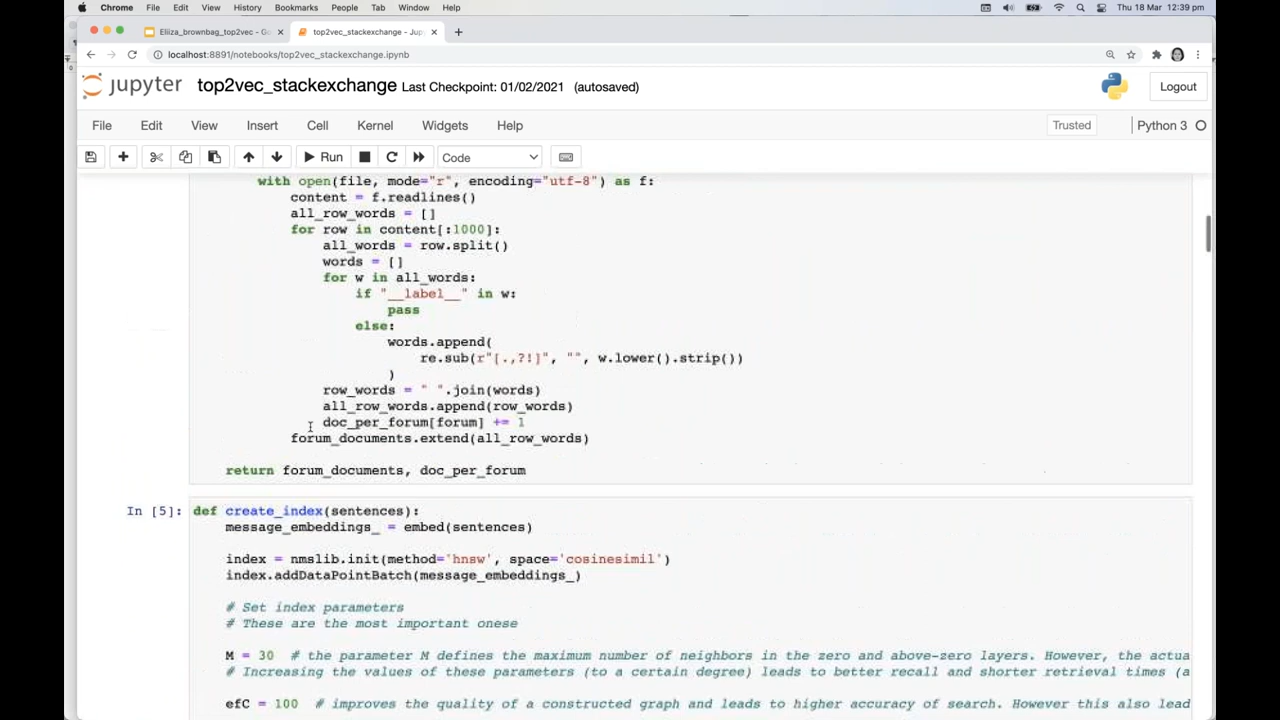 Chrome File Edit View History Bookmarks People Tab Window Help Thu 18 Mar 12:39 pm
Eliiza_brownbag_top2vec - Go × top2vec_stackexchange - Jup × +
localhost:8891/notebooks/top2vec_stackexchange.ipynb
jupyter top2vec_stackexchange Last Checkpoint: 01/02/2021 (autosaved) Logout
File Edit View Insert Cell Kernel Widgets Help Trusted Python 3
Run Code
with open(file, mode="r", encoding="utf-8") as f:
content = f.readlines()
all_row_words = []
for row in content[:1000]:
all_words = row.split()
words = []
for w in all_words:
if "__label__" in w:
pass
else:
words.append(
re.sub(r"[.,?!]", "", w.lower().strip())
)
row_words = " ".join(words)
all_row_words.append(row_words)
doc_per_forum[forum] += 1
forum_documents.extend(all_row_words)
return forum_documents, doc_per_forum
In [5]: def create_index(sentences):
message_embeddings_ = embed(sentences)
index = nmslib.init(method='hnsw', space='cosinesimil')
index.addDataPointBatch(message_embeddings_)
# Set index parameters
# These are the most important onese
M = 30 # the parameter M defines the maximum number of neighbors in the zero and above-zero layers. However, the actua
# Increasing the values of these parameters (to a certain degree) leads to better recall and shorter retrieval times (a
efC = 100 # improves the quality of a constructed graph and leads to higher accuracy of search. However this also lead